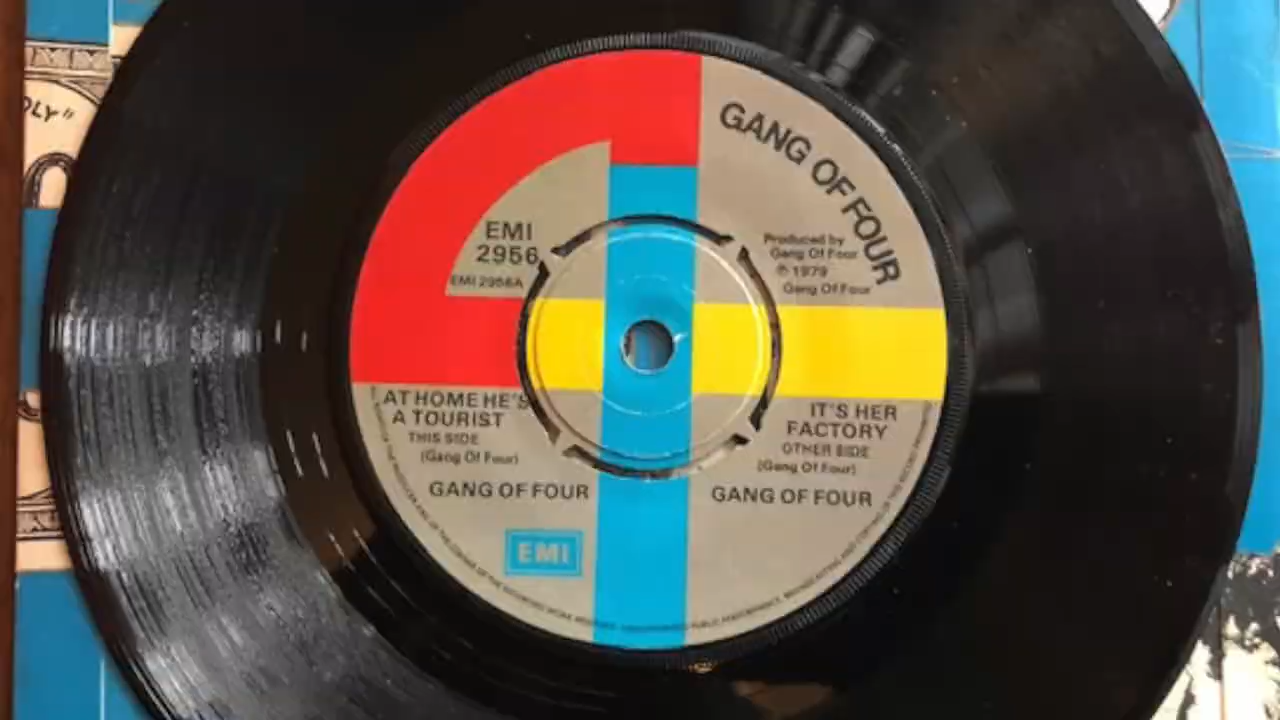 OLY"
GANG OF FOUR
EMI
2956
EMI 2956A
Produced by
Gang Of Four
℗ 1979
Gang Of Four
AT HOME HE'S
A TOURIST
THIS SIDE
(Gang Of Four)
GANG OF FOUR
IT'S HER
FACTORY
OTHER SIDE
(Gang Of Four)
GANG OF FOUR
EMI